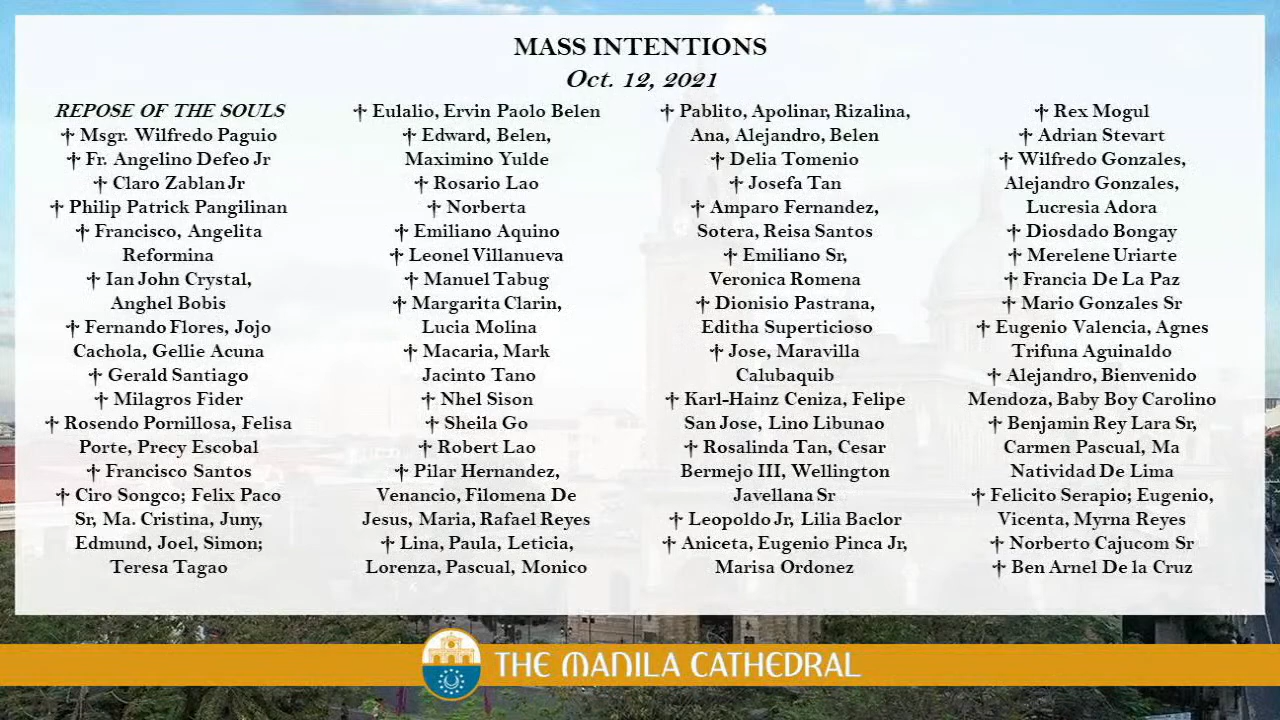 MASS INTENTIONS
Oct. 12, 2021
REPOSE OF THE SOULS
✝ Msgr. Wilfredo Paguio
✝ Fr. Angelino Defeo Jr
✝ Claro Zablan Jr
✝ Philip Patrick Pangilinan
✝ Francisco, Angelita
Reformina
✝ Ian John Crystal,
Anghel Bobis
✝ Fernando Flores, Jojo
Cachola, Gellie Acuna
✝ Gerald Santiago
✝ Milagros Fider
✝ Rosendo Pornillosa, Felisa
Porte, Precy Escobal
✝ Francisco Santos
✝ Ciro Songco; Felix Paco
Sr, Ma. Cristina, Juny,
Edmund, Joel, Simon;
Teresa Tagao
✝ Eulalio, Ervin Paolo Belen
✝ Edward, Belen,
Maximino Yulde
✝ Rosario Lao
✝ Norberta
✝ Emiliano Aquino
✝ Leonel Villanueva
✝ Manuel Tabug
✝ Margarita Clarin,
Lucia Molina
✝ Macaria, Mark
Jacinto Tano
✝ Nhel Sison
✝ Sheila Go
✝ Robert Lao
✝ Pilar Hernandez,
Venancio, Filomena De
Jesus, Maria, Rafael Reyes
✝ Lina, Paula, Leticia,
Lorenza, Pascual, Monico
✝ Pablito, Apolinar, Rizalina,
Ana, Alejandro, Belen
✝ Delia Tomenio
✝ Josefa Tan
✝ Amparo Fernandez,
Sotera, Reisa Santos
✝ Emiliano Sr,
Veronica Romena
✝ Dionisio Pastrana,
Editha Superticioso
✝ Jose, Maravilla
Calubaquib
✝ Karl-Hainz Ceniza, Felipe
San Jose, Lino Libunao
✝ Rosalinda Tan, Cesar
Bermejo III, Wellington
Javellana Sr
✝ Leopoldo Jr, Lilia Baclor
✝ Aniceta, Eugenio Pinca Jr,
Marisa Ordonez
✝ Rex Mogul
✝ Adrian Stevart
✝ Wilfredo Gonzales,
Alejandro Gonzales,
Lucresia Adora
✝ Diosdado Bongay
✝ Merelene Uriarte
✝ Francia De La Paz
✝ Mario Gonzales Sr
✝ Eugenio Valencia, Agnes
Trifuna Aguinaldo
✝ Alejandro, Bienvenido
Mendoza, Baby Boy Carolino
✝ Benjamin Rey Lara Sr,
Carmen Pascual, Ma
Natividad De Lima
✝ Felicito Serapio; Eugenio,
Vicenta, Myrna Reyes
✝ Norberto Cajucom Sr
✝ Ben Arnel De la Cruz
THE MANILA CATHEDRAL